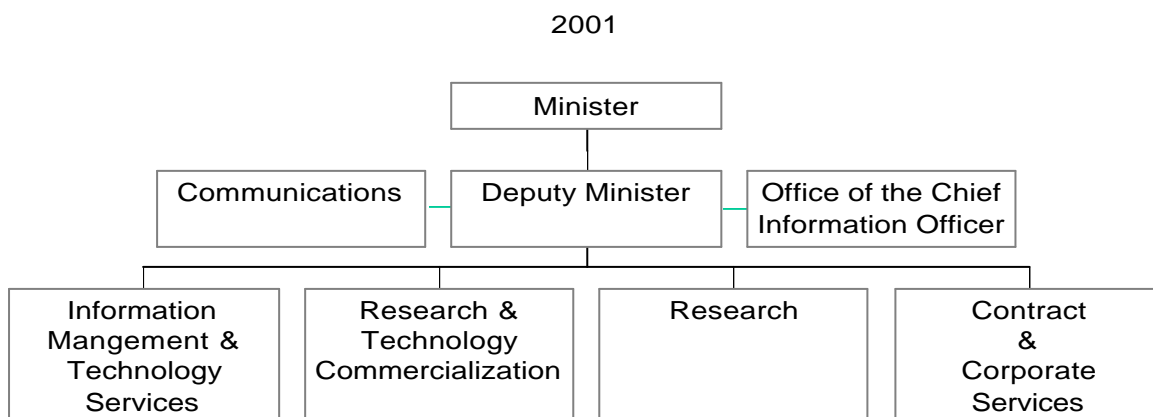 2001
Minister
Communications
Deputy Minister
Office of the Chief
Information Officer
Information
Mangement &
Technology
Services
Research &
Technology
Commercialization
Research
Contract
&
Corporate
Services